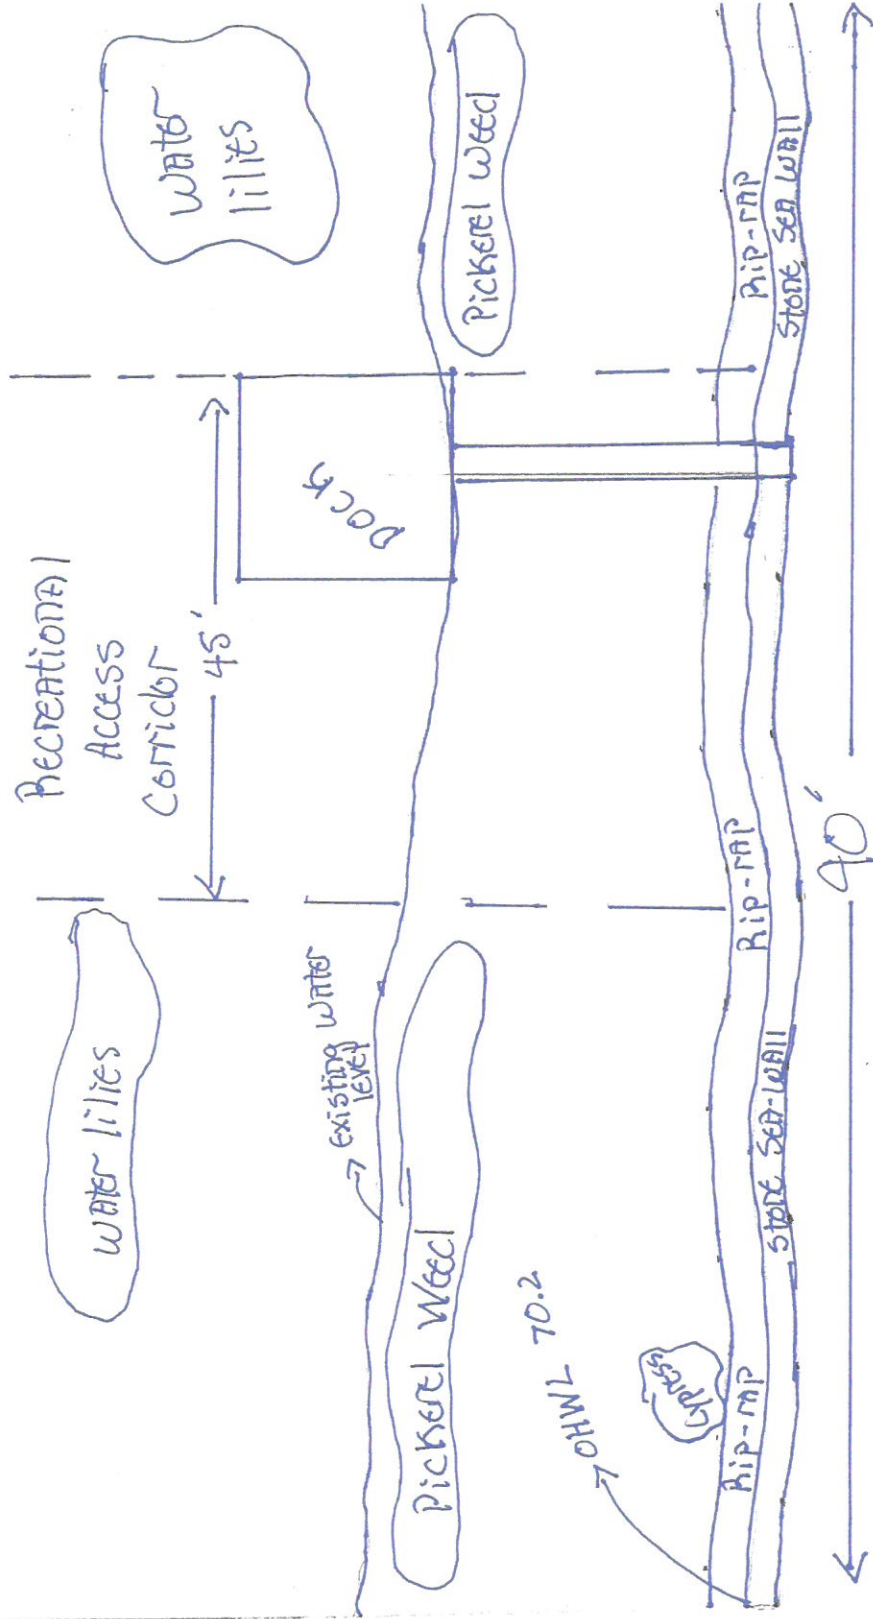 Recreational
Access
Corridor
45'
Water lilies
Water
lilies
Existing Water
level
DOCK
Pickerel Weed
Pickerel Weed
OHWL 70.2
Cypress
Rip-rap
Rip-rap
Rip-rap
Stone Sea-Wall
Stone Sea Wall
90'